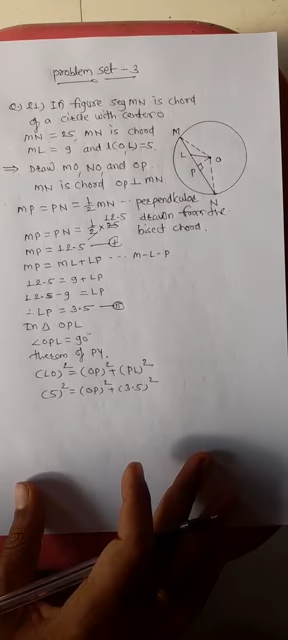 problem set - 3
Q.21) In figure seg MN is chord
of a circle with center O
MN = 25, MN is chord
ML = 9, and l(OL)=5.
⇒ Draw MO, NO, and OP.
MN is chord OP ⊥ MN.
MP = PN = 1/2 MN -- perpendicular
drawn from the
bisect chord.
MP = PN = 1/2 × 25 12.5
MP = 12.5 — I
MP = ML + LP --- M-L-P
12.5 = 9 + LP
12.5 - 9 = LP
∴ LP = 3.5 — II
In Δ OPL
∠OPL = 90°
therom of PY.
(LO)² = (OP)² + (PL)²
(5)² = (OP)² + (3.5)²
M
L
O
P
N